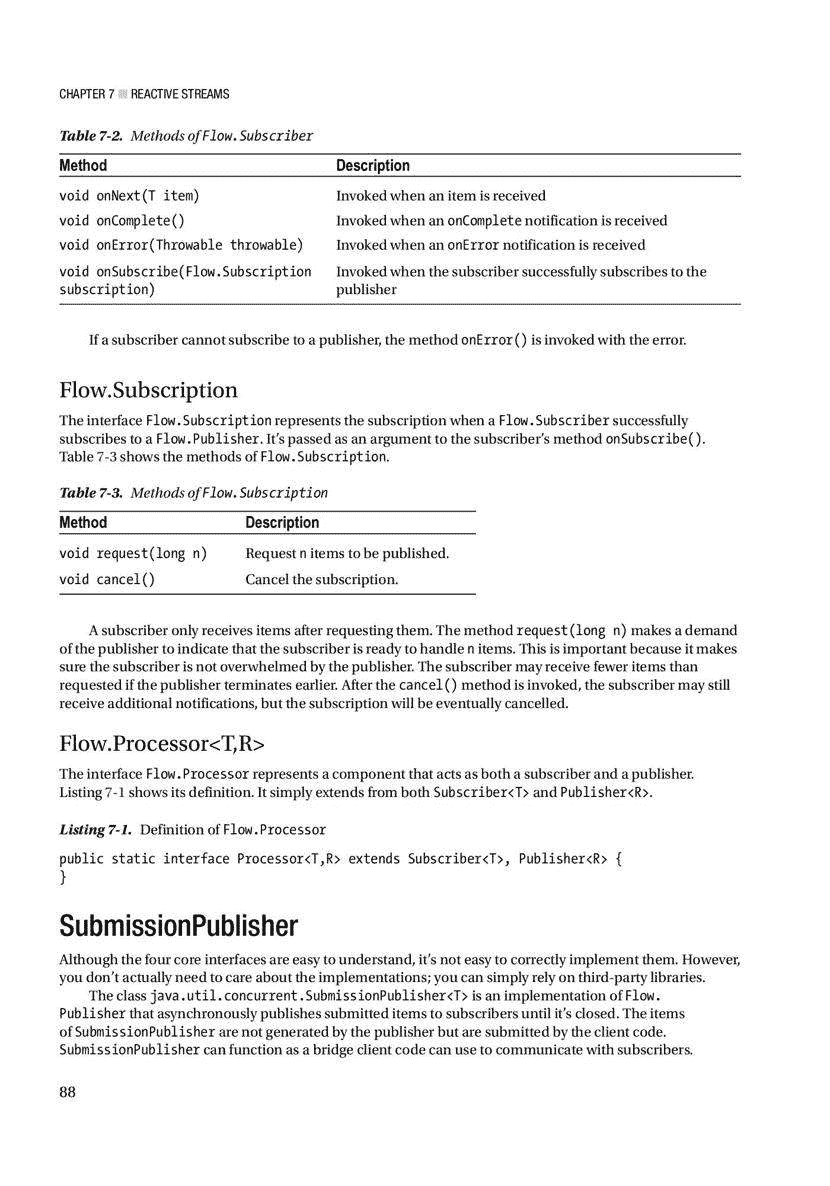 CHAPTER 7 ■ REACTIVE STREAMS
Table 7-2. Methods of Flow.Subscriber
Method Description
void onNext(T item) Invoked when an item is received
void onComplete() Invoked when an onComplete notification is received
void onError(Throwable throwable) Invoked when an onError notification is received
void onSubscribe(Flow.Subscription Invoked when the subscriber successfully subscribes to the
subscription) publisher
If a subscriber cannot subscribe to a publisher, the method onError() is invoked with the error.
Flow.Subscription
The interface Flow.Subscription represents the subscription when a Flow.Subscriber successfully
subscribes to a Flow.Publisher. It's passed as an argument to the subscriber's method onSubscribe().
Table 7-3 shows the methods of Flow.Subscription.
Table 7-3. Methods of Flow.Subscription
Method Description
void request(long n) Request n items to be published.
void cancel() Cancel the subscription.
A subscriber only receives items after requesting them. The method request(long n) makes a demand
of the publisher to indicate that the subscriber is ready to handle n items. This is important because it makes
sure the subscriber is not overwhelmed by the publisher. The subscriber may receive fewer items than
requested if the publisher terminates earlier. After the cancel() method is invoked, the subscriber may still
receive additional notifications, but the subscription will be eventually cancelled.
Flow.Processor<T,R>
The interface Flow.Processor represents a component that acts as both a subscriber and a publisher.
Listing 7-1 shows its definition. It simply extends from both Subscriber<T> and Publisher<R>.
Listing 7-1. Definition of Flow.Processor
public static interface Processor<T,R> extends Subscriber<T>, Publisher<R> {
}
SubmissionPublisher
Although the four core interfaces are easy to understand, it's not easy to correctly implement them. However,
you don't actually need to care about the implementations; you can simply rely on third-party libraries.
The class java.util.concurrent.SubmissionPublisher<T> is an implementation of Flow.
Publisher that asynchronously publishes submitted items to subscribers until it's closed. The items
of SubmissionPublisher are not generated by the publisher but are submitted by the client code.
SubmissionPublisher can function as a bridge client code can use to communicate with subscribers.
88